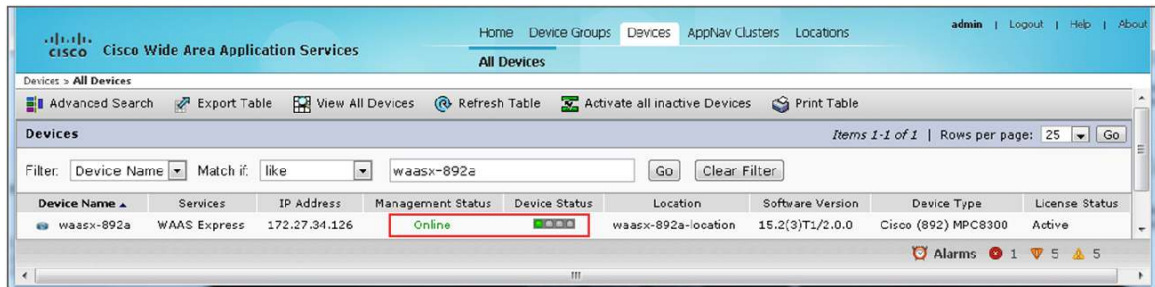 admin | Logout | Help | About
Home Device Groups Devices AppNav Clusters Locations
CISCO Cisco Wide Area Application Services
All Devices
Devices > All Devices
Advanced Search Export Table View All Devices Refresh Table Activate all inactive Devices Print Table
Devices Items 1-1 of 1 | Rows per page: 25 Go
Filter: Device Name Match if: like waasx-892a Go Clear Filter
Device Name Services IP Address Management Status Device Status Location Software Version Device Type License Status
waasx-892a WAAS Express 172.27.34.126 Online waasx-892a-location 15.2(3)T1/2.0.0 Cisco (892) MPC8300 Active
Alarms 1 5 5